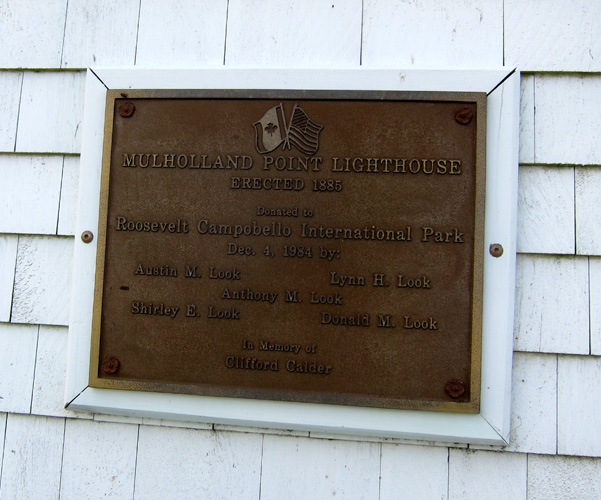 MULHOLLAND POINT LIGHTHOUSE
ERECTED 1885
Donated to
Roosevelt Campobello International Park
Dec. 4, 1984 by:
Austin M. Look Lynn H. Look
Anthony M. Look
Shirley E. Look Donald M. Look
In Memory of
Clifford Calder